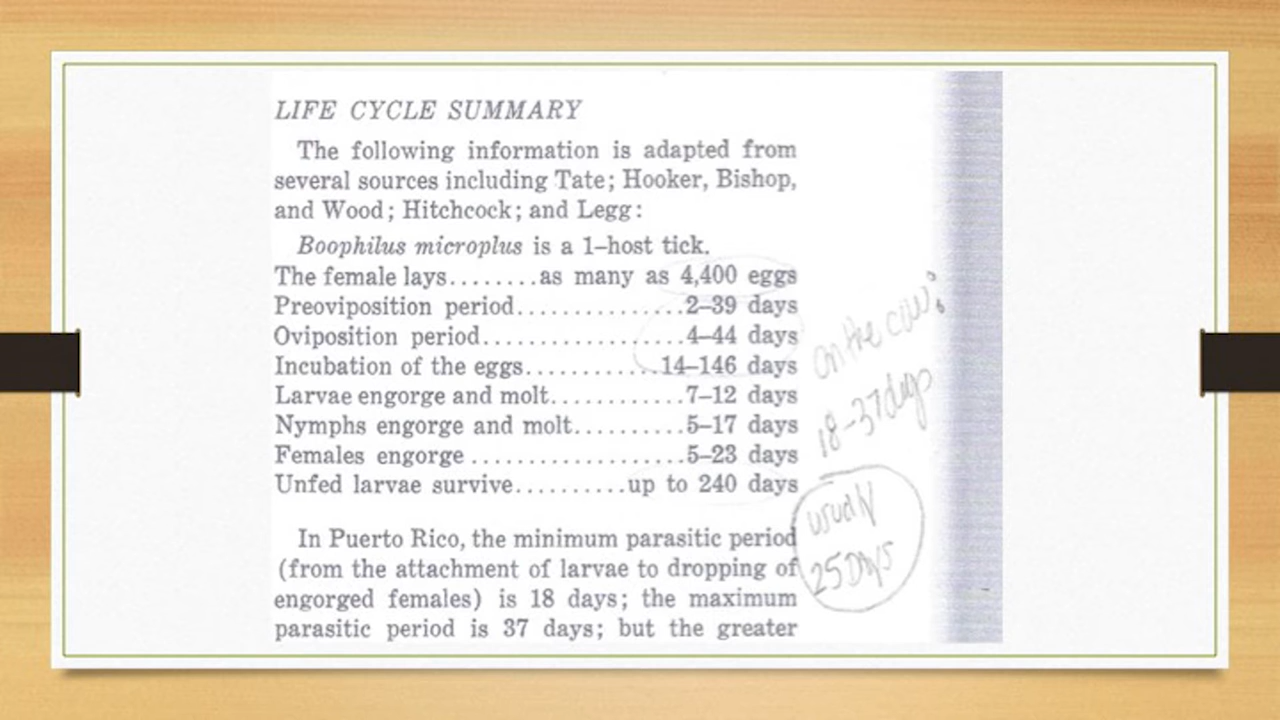 LIFE CYCLE SUMMARY
The following information is adapted from
several sources including Tate; Hooker, Bishop,
and Wood; Hitchcock; and Legg:
Boophilus microplus is a 1–host tick.
The female lays........as many as 4,400 eggs
Preoviposition period...............2–39 days
Oviposition period..................4–44 days
Incubation of the eggs............14–146 days
Larvae engorge and molt............7–12 days
Nymphs engorge and molt..........5–17 days
Females engorge ...................5–23 days
Unfed larvae survive..........up to 240 days
In Puerto Rico, the minimum parasitic period
(from the attachment of larvae to dropping of
engorged females) is 18 days; the maximum
parasitic period is 37 days; but the greater
on the cow:
18–37 days
usually
25 Days